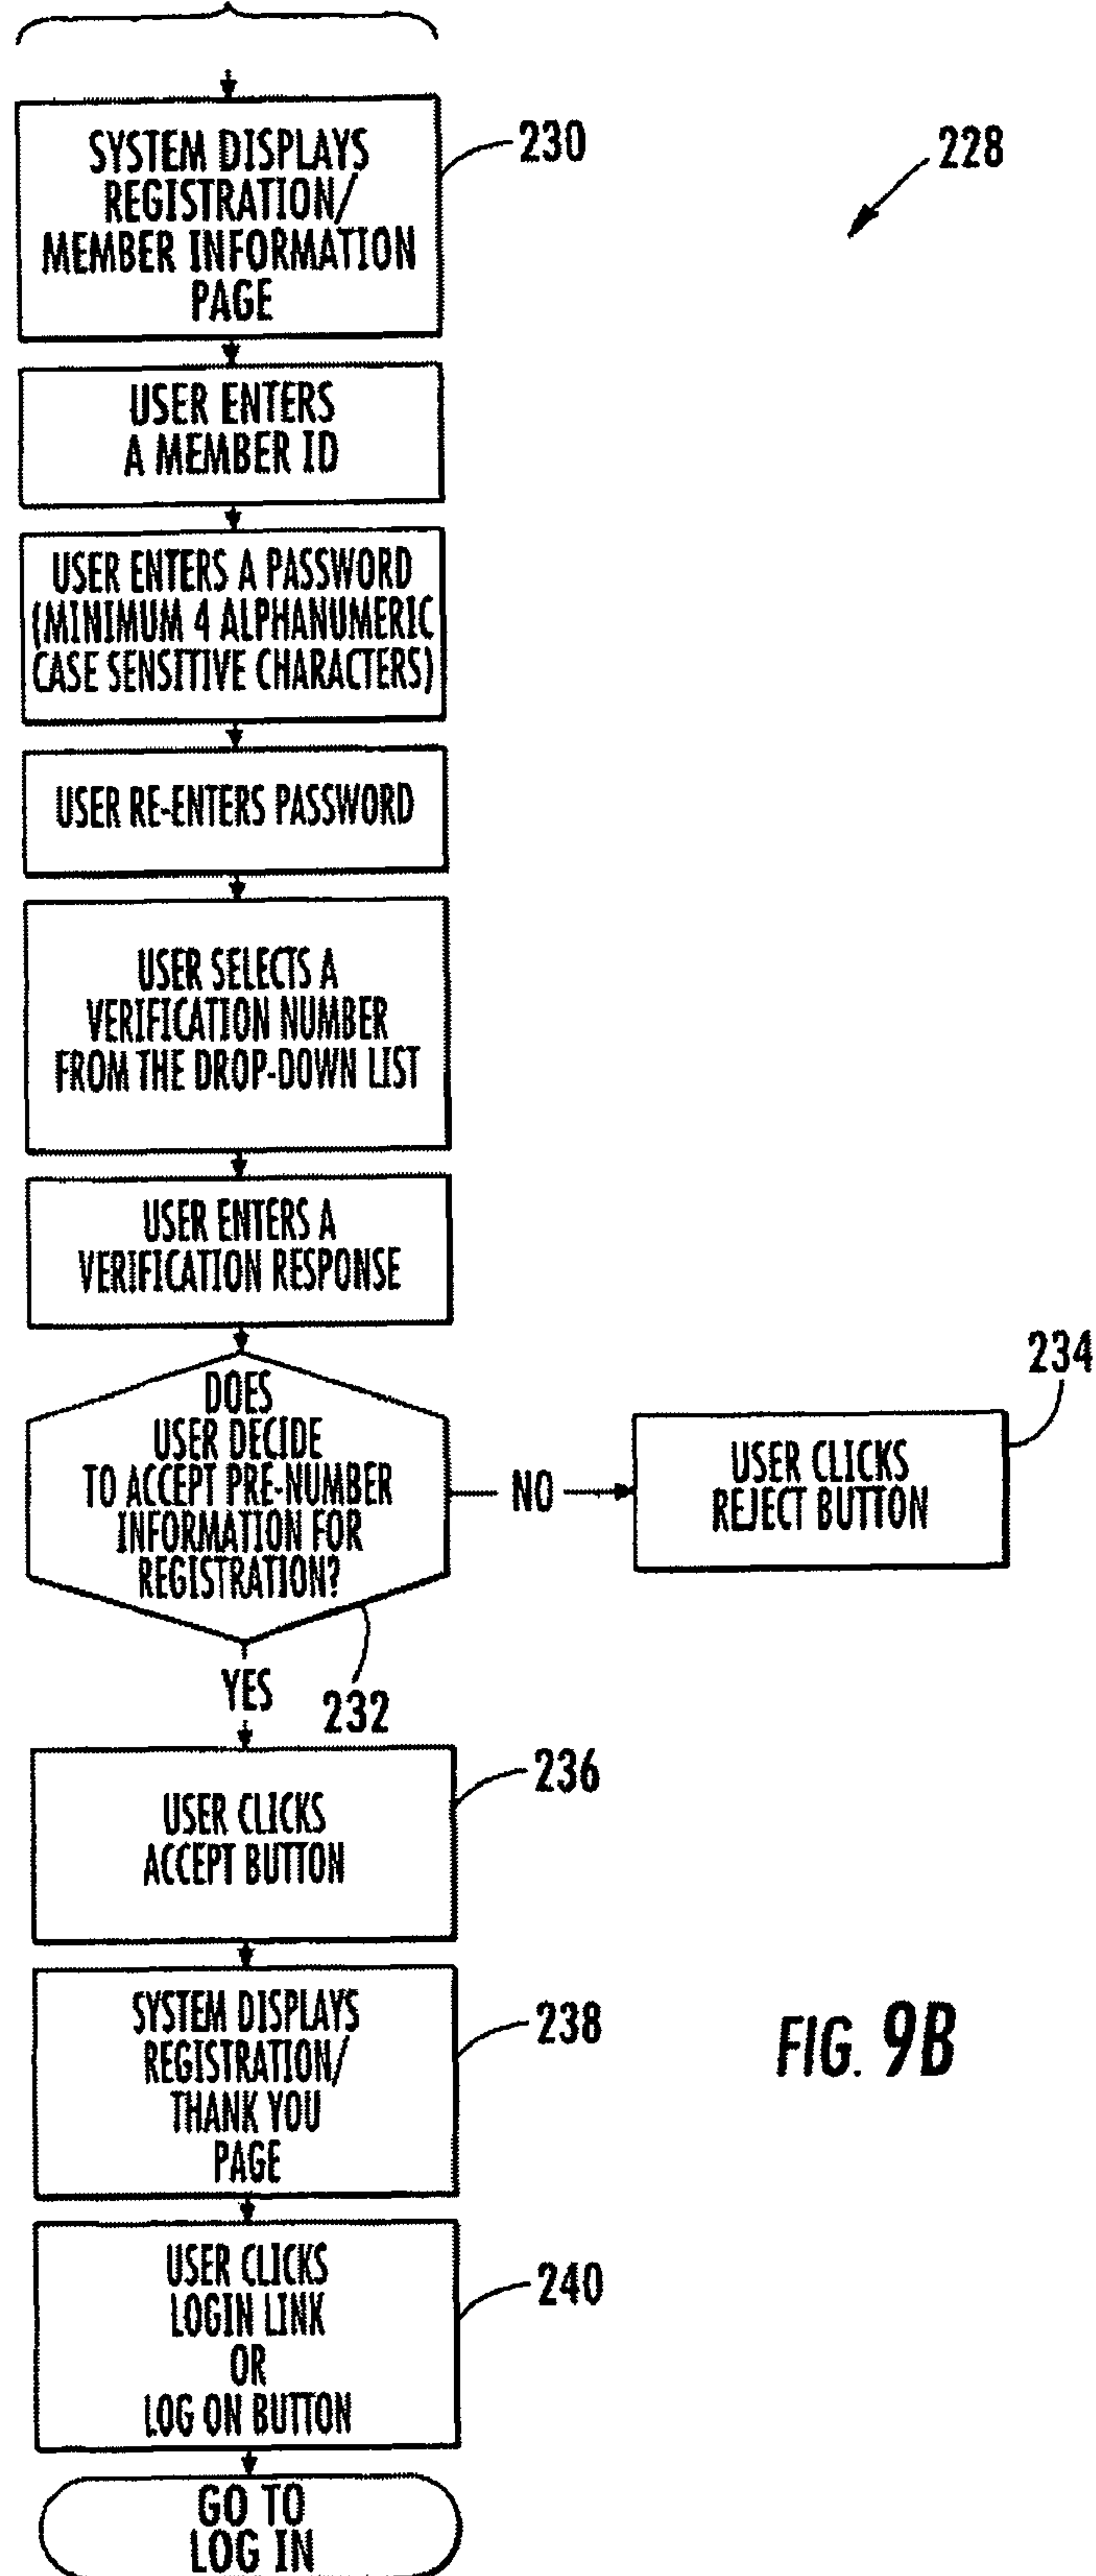 SYSTEM DISPLAYS
REGISTRATION/
MEMBER INFORMATION
PAGE
230
228
USER ENTERS
A MEMBER ID
USER ENTERS A PASSWORD
(MINIMUM 4 ALPHANUMERIC
CASE SENSITIVE CHARACTERS)
USER RE-ENTERS PASSWORD
USER SELECTS A
VERIFICATION NUMBER
FROM THE DROP-DOWN LIST
USER ENTERS A
VERIFICATION RESPONSE
DOES
USER DECIDE
TO ACCEPT PRE-NUMBER
INFORMATION FOR
REGISTRATION?
NO
USER CLICKS
REJECT BUTTON
234
YES
232
USER CLICKS
ACCEPT BUTTON
236
SYSTEM DISPLAYS
REGISTRATION/
THANK YOU
PAGE
238
FIG. 9B
USER CLICKS
LOGIN LINK
OR
LOG ON BUTTON
240
GO TO
LOG IN